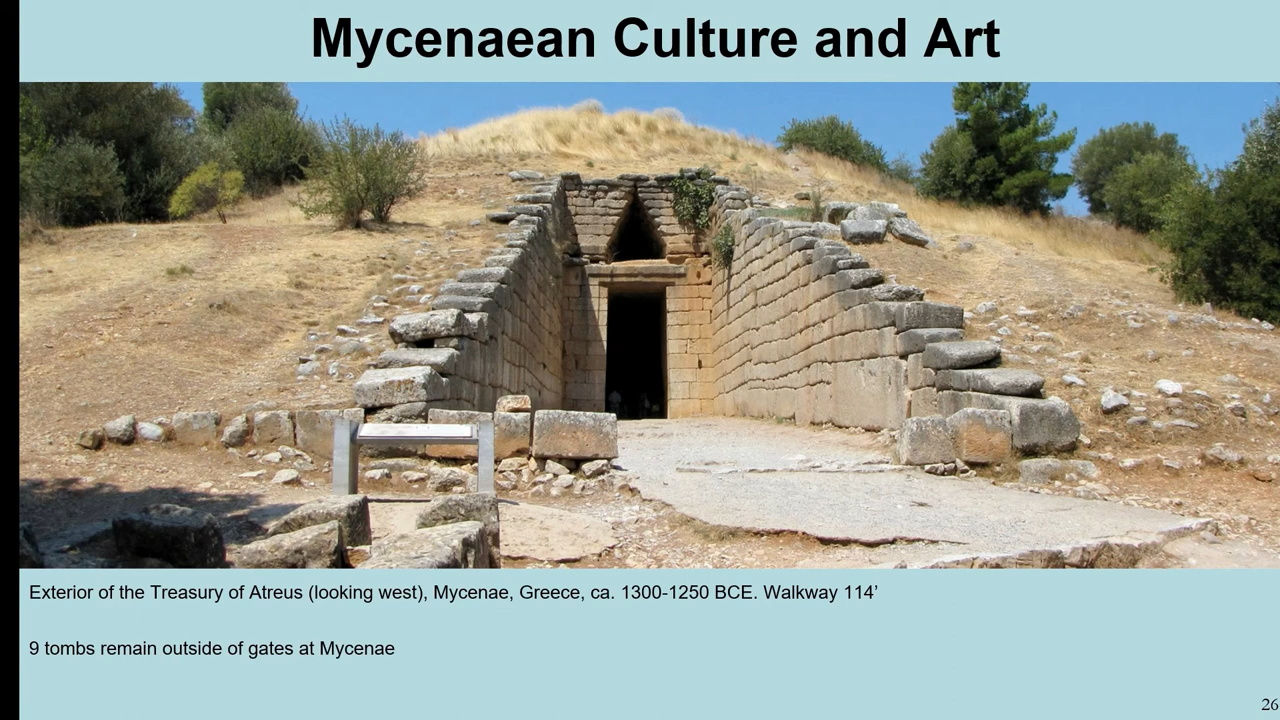 Mycenaean Culture and Art
Exterior of the Treasury of Atreus (looking west), Mycenae, Greece, ca. 1300-1250 BCE. Walkway 114’
9 tombs remain outside of gates at Mycenae
26